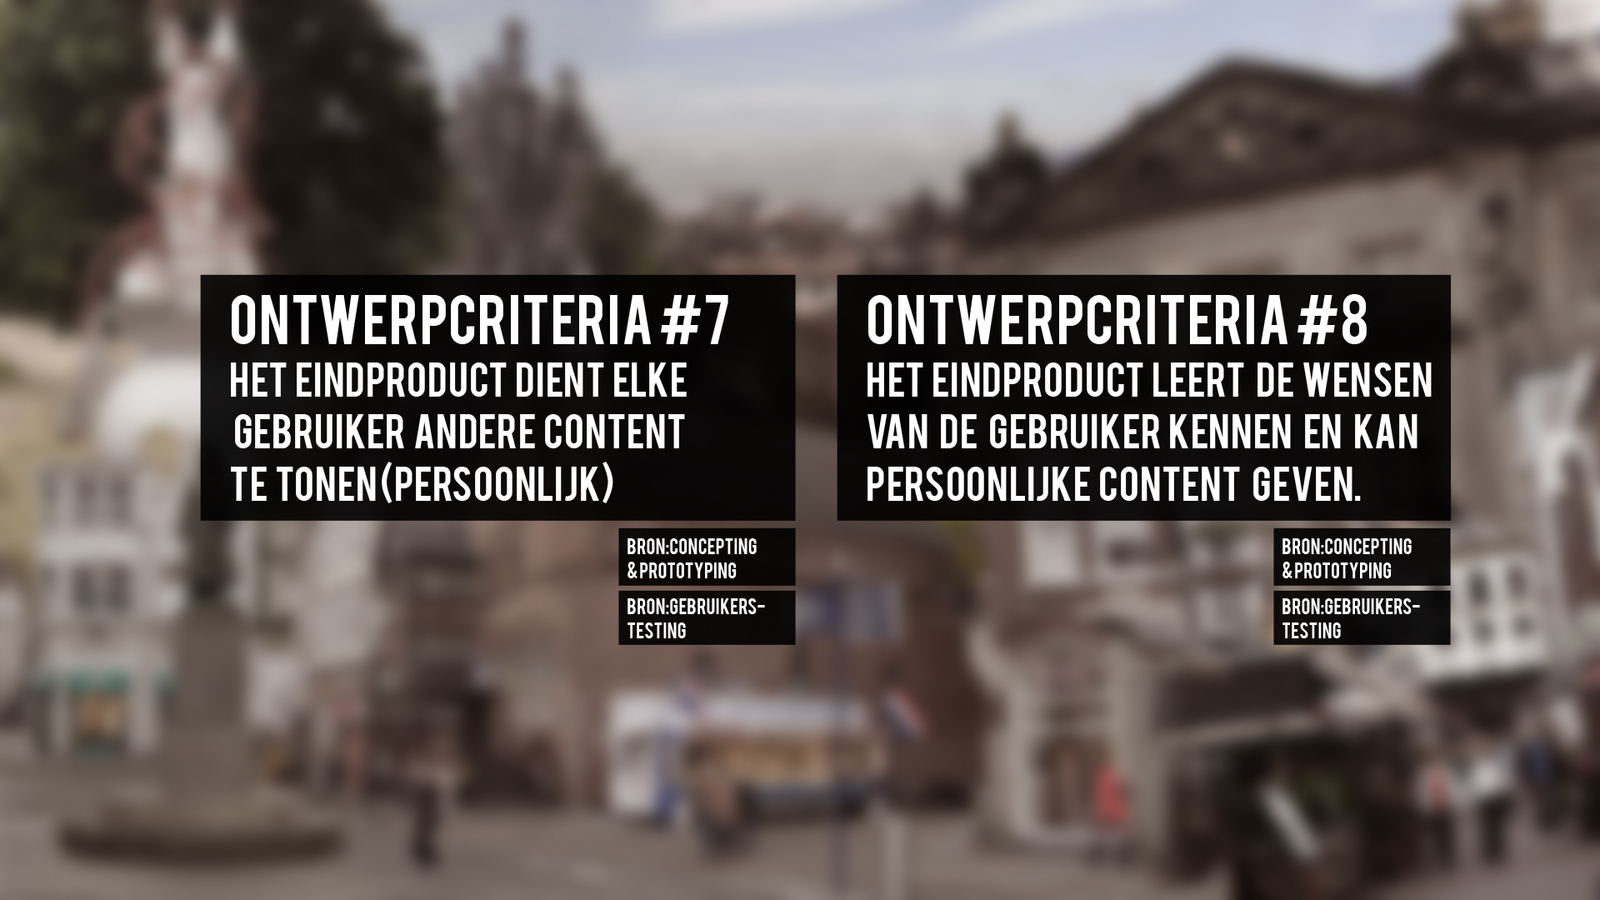 ONTWERPCRITERIA #7
HET EINDPRODUCT DIENT ELKE
GEBRUIKER ANDERE CONTENT
TE TONEN(PERSOONLIJK)
BRON:CONCEPTING
&PROTOTYPING
BRON:GEBRUIKERS-
TESTING
ONTWERPCRITERIA #8
HET EINDPRODUCT LEERT DE WENSEN
VAN DE GEBRUIKER KENNEN EN KAN
PERSOONLIJKE CONTENT GEVEN.
BRON:CONCEPTING
&PROTOTYPING
BRON:GEBRUIKERS-
TESTING